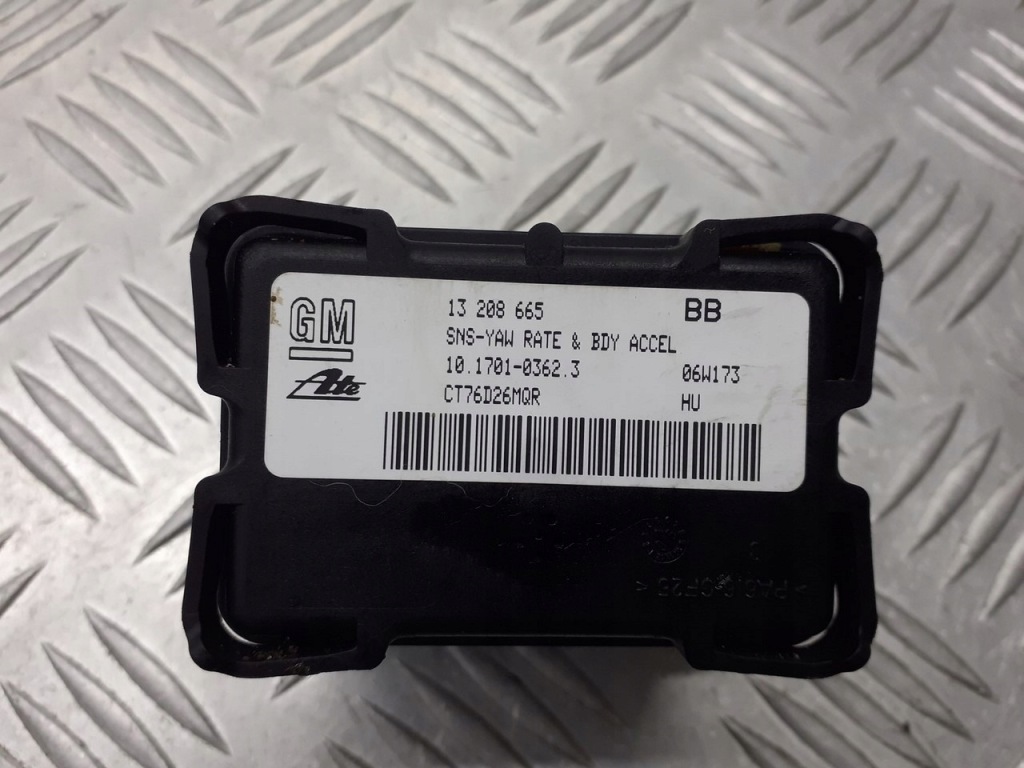 GM
13 208 665 BB
SNS-YAW RATE & BDY ACCEL
Ate
10.1701-0362.3 06W173
CT76D26MQR HU